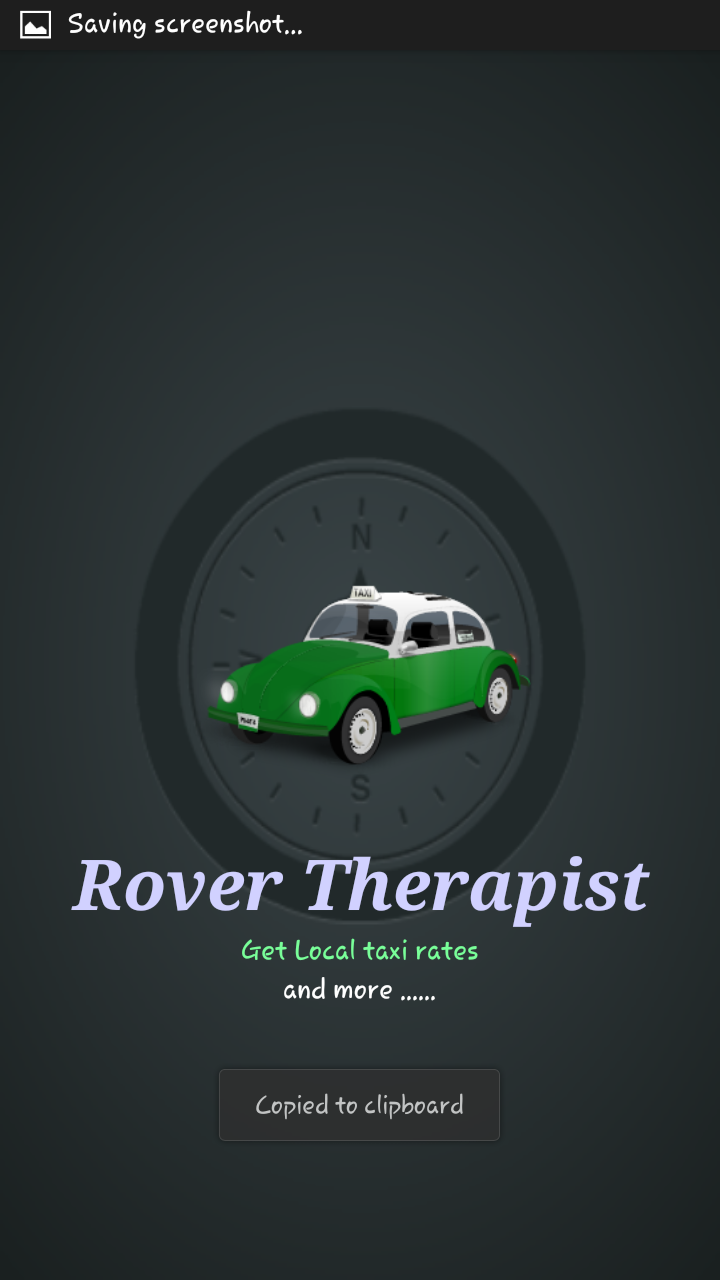 Saving screenshot...
N
TAXI
S
Rover Therapist
Get Local taxi rates
and more ......
Copied to clipboard